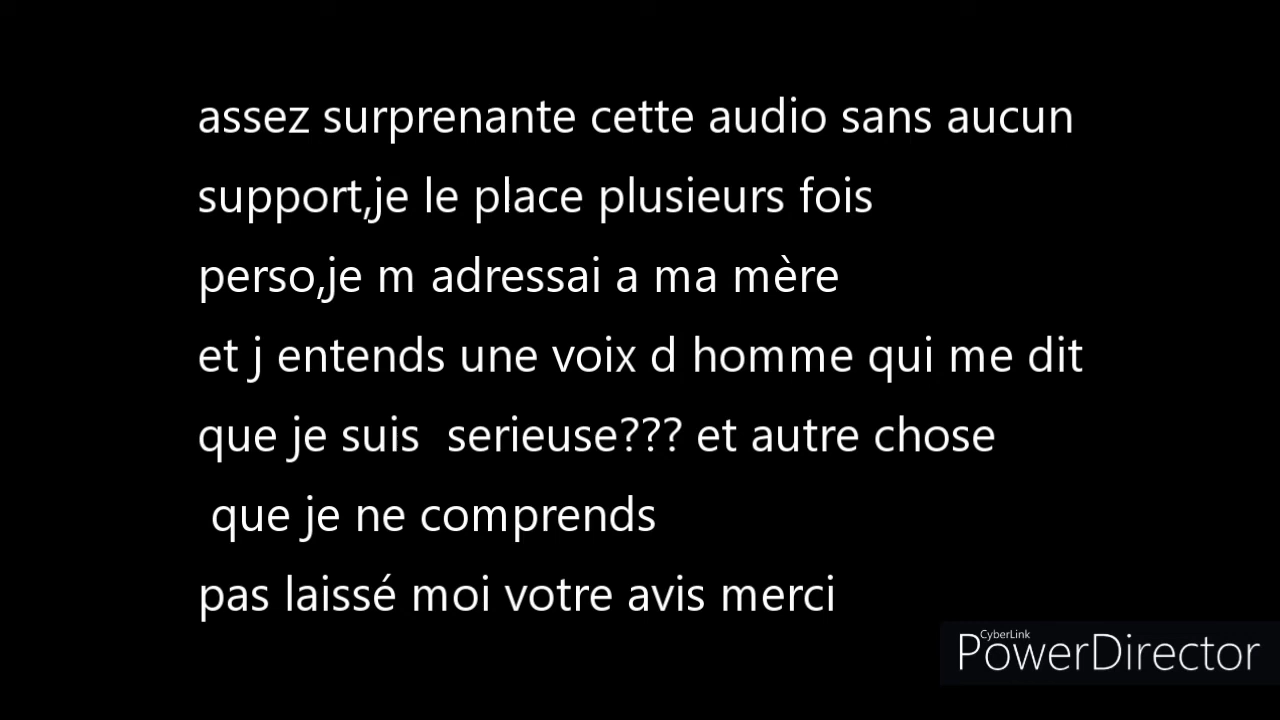 assez surprenante cette audio sans aucun
support,je le place plusieurs fois
perso,je m adressai a ma mère
et j entends une voix d homme qui me dit
que je suis  serieuse??? et autre chose
que je ne comprends
pas laissé moi votre avis merci
CyberLink
PowerDirector